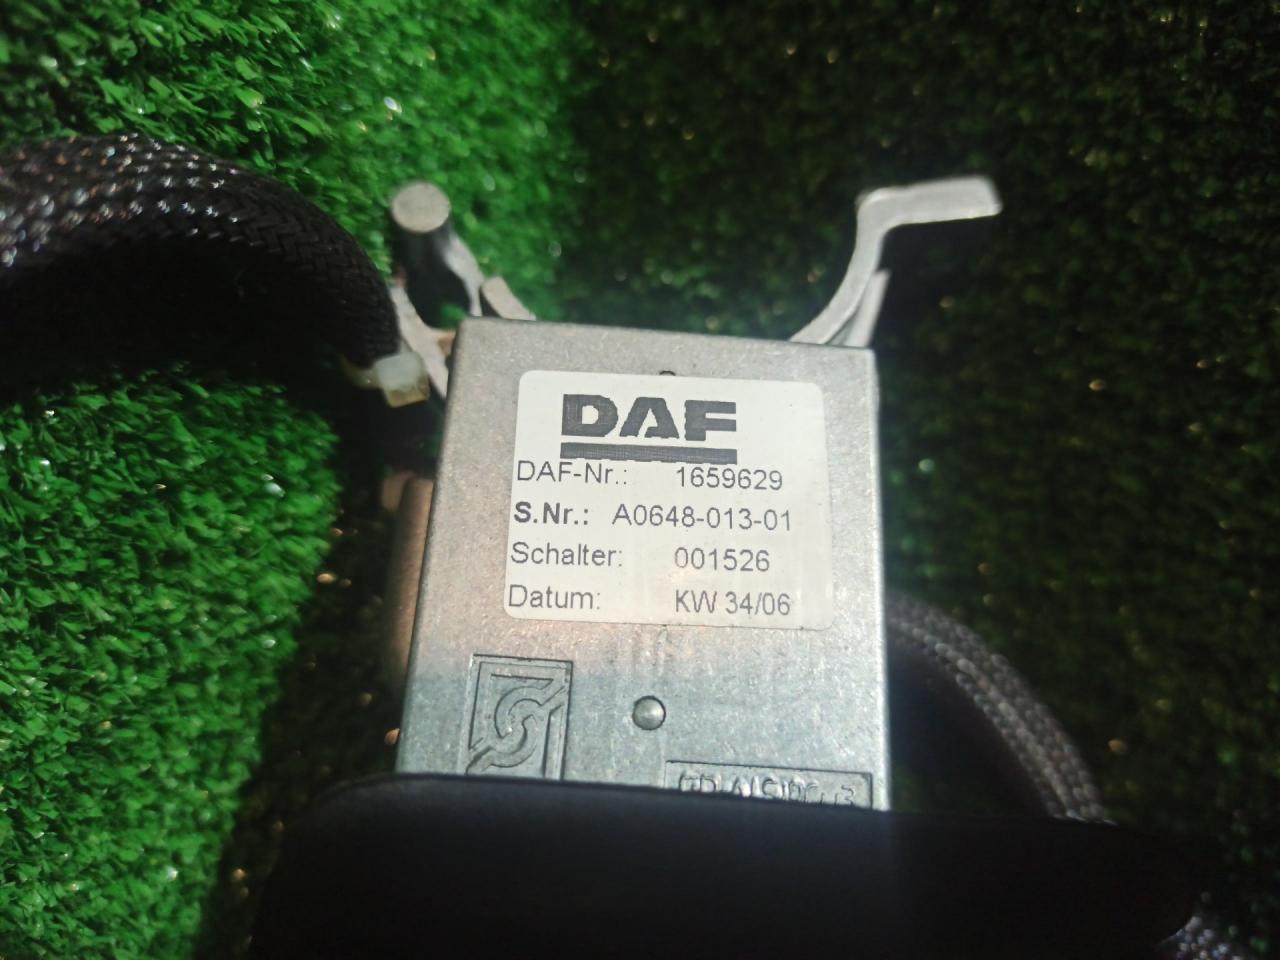 DAF
DAF-Nr.: 1659629
S.Nr.: A0648-013-01
Schalter: 001526
Datum: KW 34/06